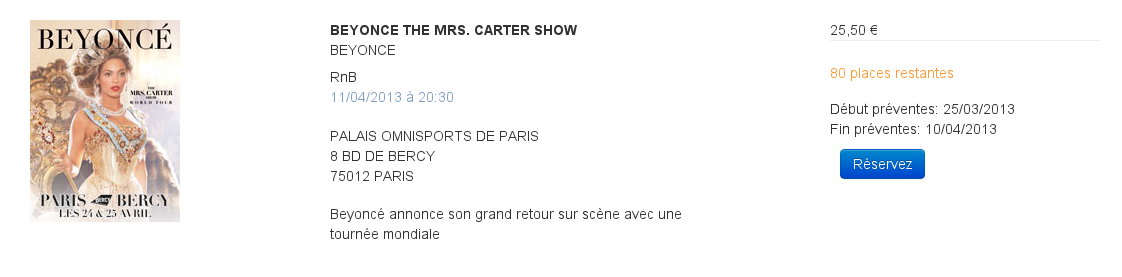 BEYONCÉ
THE
MRS. CARTER
SHOW
WORLD TOUR
PARIS BERCY BERCY
LES 24 & 25 AVRIL
BEYONCE THE MRS. CARTER SHOW
BEYONCE
RnB
11/04/2013 à 20:30
PALAIS OMNISPORTS DE PARIS
8 BD DE BERCY
75012 PARIS
Beyoncé annonce son grand retour sur scène avec une
tournée mondiale
25,50 €
80 places restantes
Début préventes: 25/03/2013
Fin préventes: 10/04/2013
Réservez